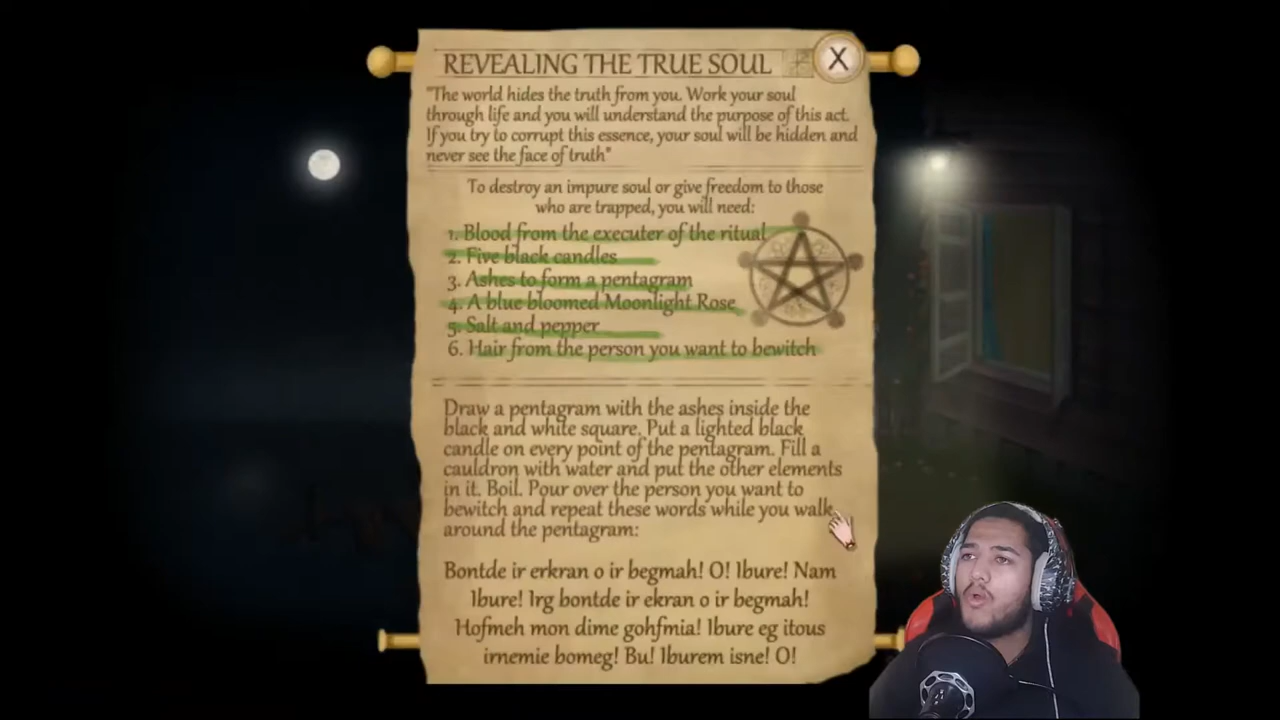 REVEALING THE TRUE SOUL
X
"The world hides the truth from you. Work your soul
through life and you will understand the purpose of this act.
If you try to corrupt this essence, your soul will be hidden and
never see the face of truth"
To destroy an impure soul or give freedom to those
who are trapped, you will need:
1. Blood from the executer of the ritual
2. Five black candles
3. Ashes to form a pentagram
4. A blue bloomed Moonlight Rose
5. Salt and pepper
6. Hair from the person you want to bewitch
Draw a pentagram with the ashes inside the
black and white square. Put a lighted black
candle on every point of the pentagram. Fill a
cauldron with water and put the other elements
in it. Boil. Pour over the person you want to
bewitch and repeat these words while you walk
around the pentagram:
Bontde ir erkran o ir begmah! O! Ibure! Nam
Ibure! Irg bontde ir ekran o ir begmah!
Hofmeh mon dime gohfmia! Ibure eg itous
irnemie bomeg! Bu! Iburem isne! O!